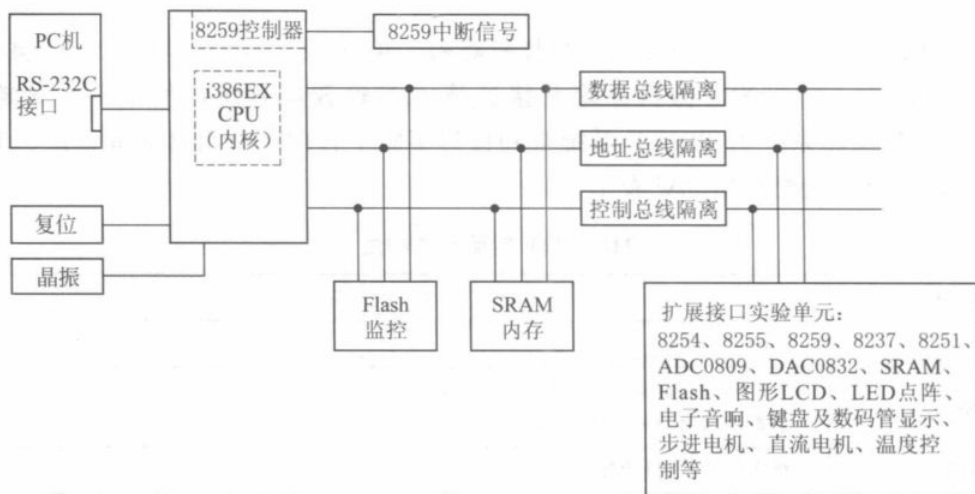 PC机
RS-232C
接口
8259控制器
i386EX
CPU
（内核）
8259中断信号
数据总线隔离
地址总线隔离
控制总线隔离
复位
晶振
Flash
监控
SRAM
内存
扩展接口实验单元：
8254、8255、8259、8237、8251、
ADC0809、DAC0832、SRAM、
Flash、图形LCD、LED点阵、
电子音响、键盘及数码管显示、
步进电机、直流电机、温度控
制等